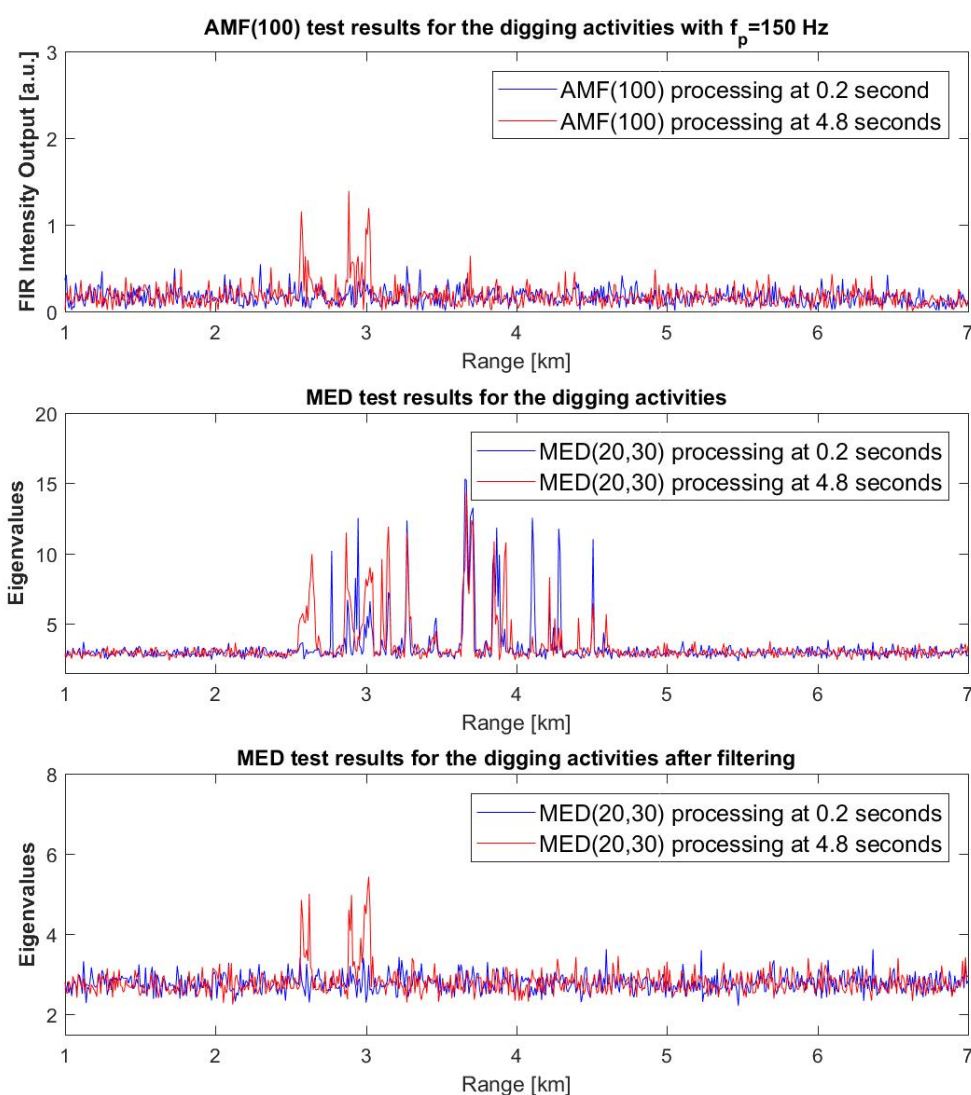 AMF(100) test results for the digging activities with f_p=150 Hz
FIR Intensity Output [a.u.]
3
2
1
0
AMF(100) processing at 0.2 second
AMF(100) processing at 4.8 seconds
1 2 3 4 5 6 7
Range [km]
MED test results for the digging activities
Eigenvalues
20
15
10
5
MED(20,30) processing at 0.2 seconds
MED(20,30) processing at 4.8 seconds
1 2 3 4 5 6 7
Range [km]
MED test results for the digging activities after filtering
Eigenvalues
8
6
4
2
MED(20,30) processing at 0.2 seconds
MED(20,30) processing at 4.8 seconds
1 2 3 4 5 6 7
Range [km]